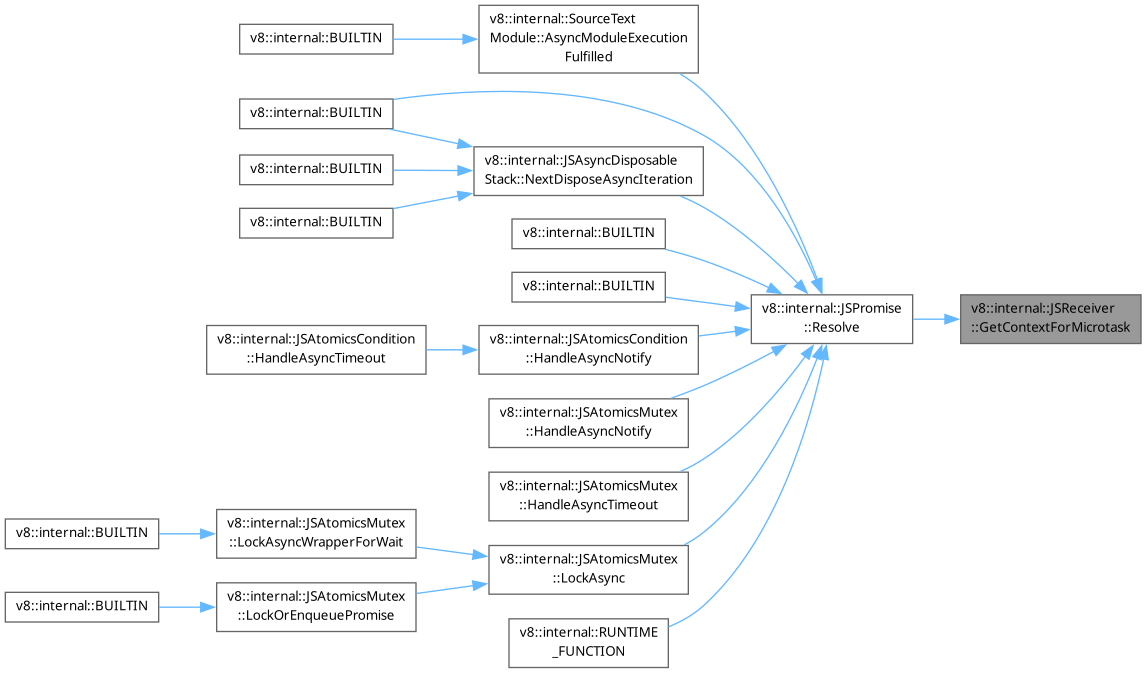 v8::internal::SourceText
Module::AsyncModuleExecution
Fulfilled
v8::internal::BUILTIN
v8::internal::BUILTIN
v8::internal::JSAsyncDisposable
Stack::NextDisposeAsyncIteration
v8::internal::BUILTIN
v8::internal::BUILTIN
v8::internal::BUILTIN
v8::internal::BUILTIN
v8::internal::JSPromise
::Resolve
v8::internal::JSReceiver
::GetContextForMicrotask
v8::internal::JSAtomicsCondition
::HandleAsyncTimeout
v8::internal::JSAtomicsCondition
::HandleAsyncNotify
v8::internal::JSAtomicsMutex
::HandleAsyncNotify
v8::internal::JSAtomicsMutex
::HandleAsyncTimeout
v8::internal::BUILTIN
v8::internal::JSAtomicsMutex
::LockAsyncWrapperForWait
v8::internal::JSAtomicsMutex
::LockAsync
v8::internal::BUILTIN
v8::internal::JSAtomicsMutex
::LockOrEnqueuePromise
v8::internal::RUNTIME
_FUNCTION